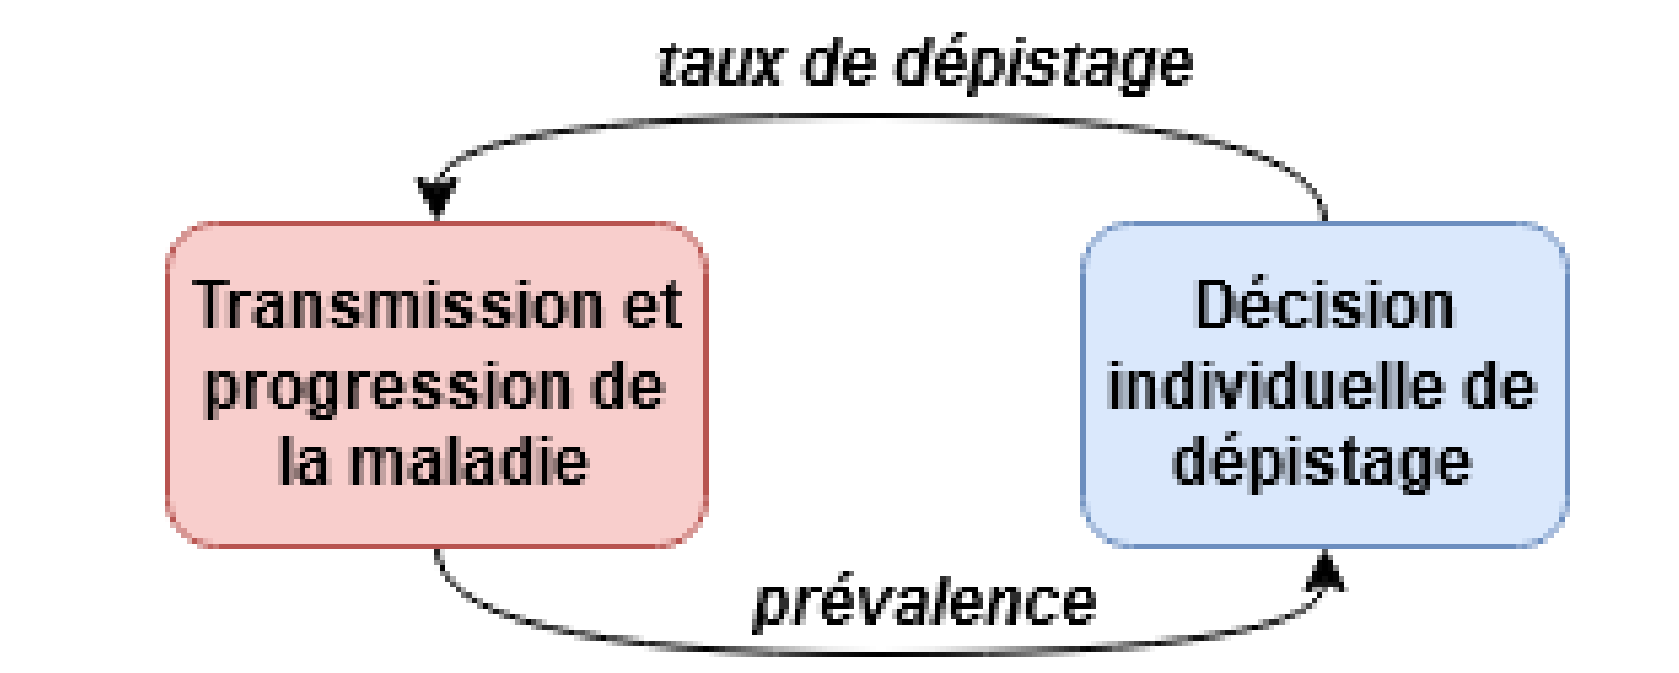 taux de dépistage
Transmission et
progression de
la maladie
Décision
individuelle de
dépistage
prévalence